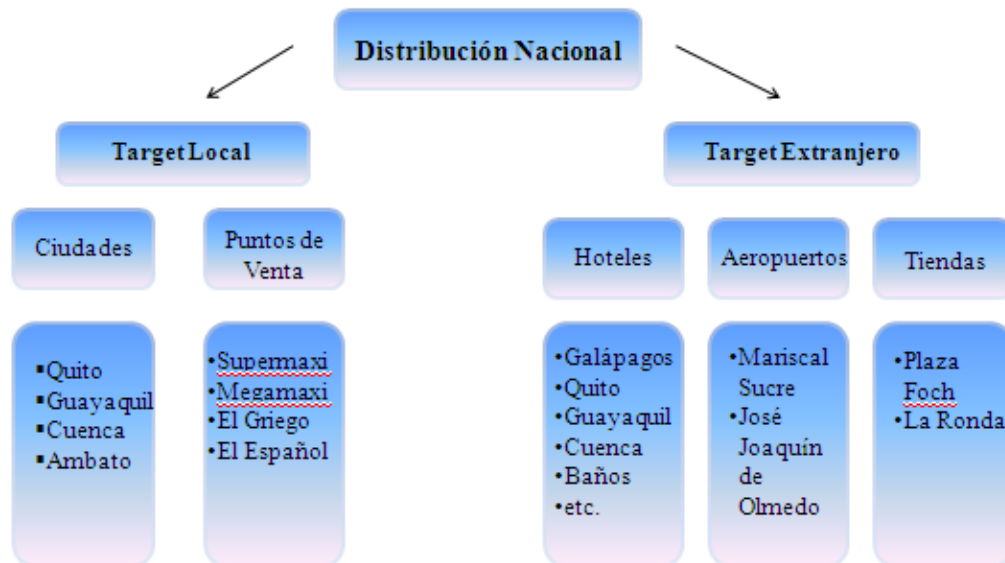 Distribución Nacional
Target Local
Target Extranjero
Ciudades
Puntos de
Venta
Hoteles
Aeropuertos
Tiendas
▪Quito
▪Guayaquil
▪Cuenca
▪Ambato
•Supermaxi
•Megamaxi
•El Griego
•El Español
•Galápagos
•Quito
•Guayaquil
•Cuenca
•Baños
•etc.
•Mariscal
Sucre
•José
Joaquín
de
Olmedo
•Plaza
Foch
•La Ronda